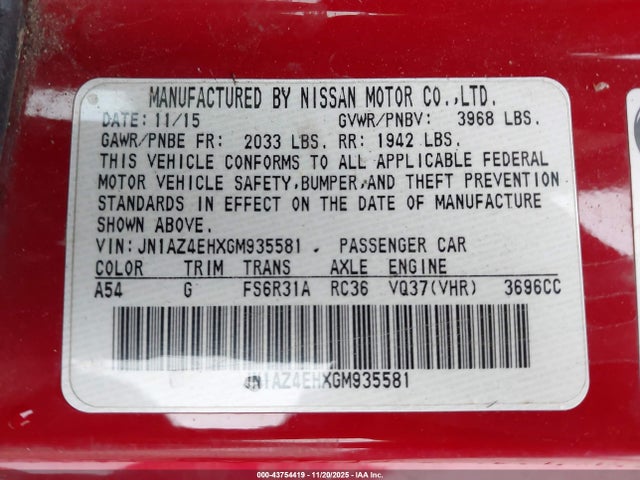 MANUFACTURED BY NISSAN MOTOR CO.,LTD.
DATE: 11/15 GVWR/PNBV: 3968 LBS.
GAWR/PNBE FR: 2033 LBS. RR: 1942 LBS.
THIS VEHICLE CONFORMS TO ALL APPLICABLE FEDERAL
MOTOR VEHICLE SAFETY,BUMPER,AND THEFT PREVENTION
STANDARDS IN EFFECT ON THE DATE OF MANUFACTURE
SHOWN ABOVE.
VIN:JN1AZ4EHXGM935581 . PASSENGER CAR
COLOR TRIM TRANS AXLE ENGINE
A54 G FS6R31A RC36 VQ37(VHR) 3696CC
JN1AZ4EHXGM935581
000-43754419 - 11/20/2025 - IAA Inc.